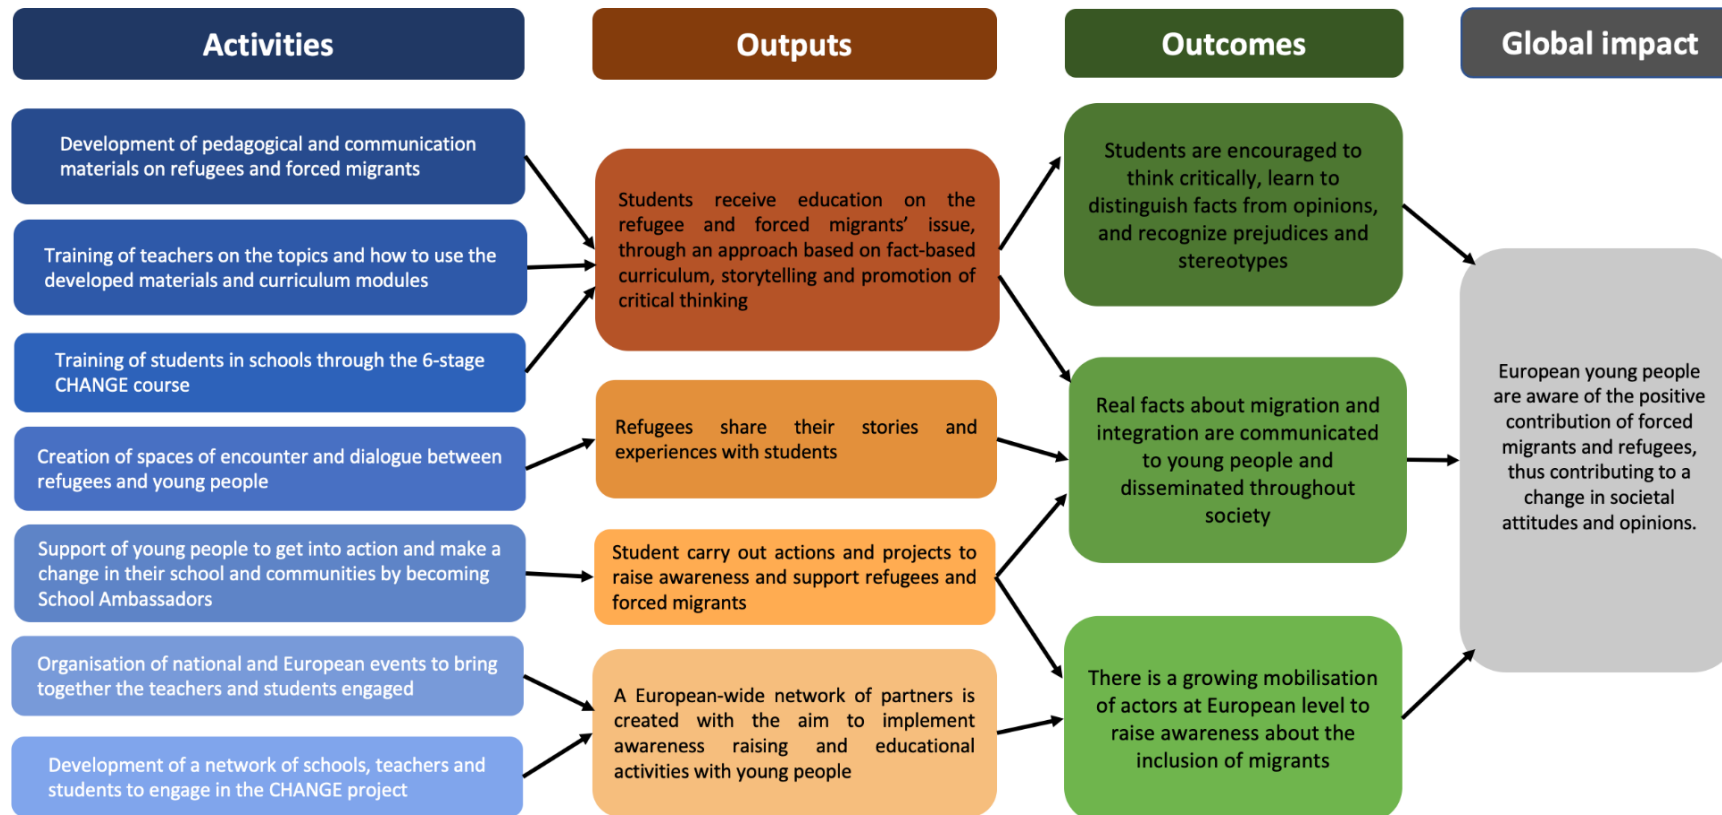 Activities
Development of pedagogical and communication
materials on refugees and forced migrants
Training of teachers on the topics and how to use the
developed materials and curriculum modules
Training of students in schools through the 6-stage
CHANGE course
Creation of spaces of encounter and dialogue between
refugees and young people
Support of young people to get into action and make a
change in their school and communities by becoming
School Ambassadors
Organisation of national and European events to bring
together the teachers and students engaged
Development of a network of schools, teachers and
students to engage in the CHANGE project
Outputs
Students receive education on the
refugee and forced migrants’ issue,
through an approach based on fact-based
curriculum, storytelling and promotion of
critical thinking
Refugees share their stories and
experiences with students
Student carry out actions and projects to
raise awareness and support refugees and
forced migrants
A European-wide network of partners is
created with the aim to implement
awareness raising and educational
activities with young people
Outcomes
Students are encouraged to
think critically, learn to
distinguish facts from opinions,
and recognize prejudices and
stereotypes
Real facts about migration and
integration are communicated
to young people and
disseminated throughout
society
There is a growing mobilisation
of actors at European level to
raise awareness about the
inclusion of migrants
Global impact
European young people
are aware of the positive
contribution of forced
migrants and refugees,
thus contributing to a
change in societal
attitudes and opinions.